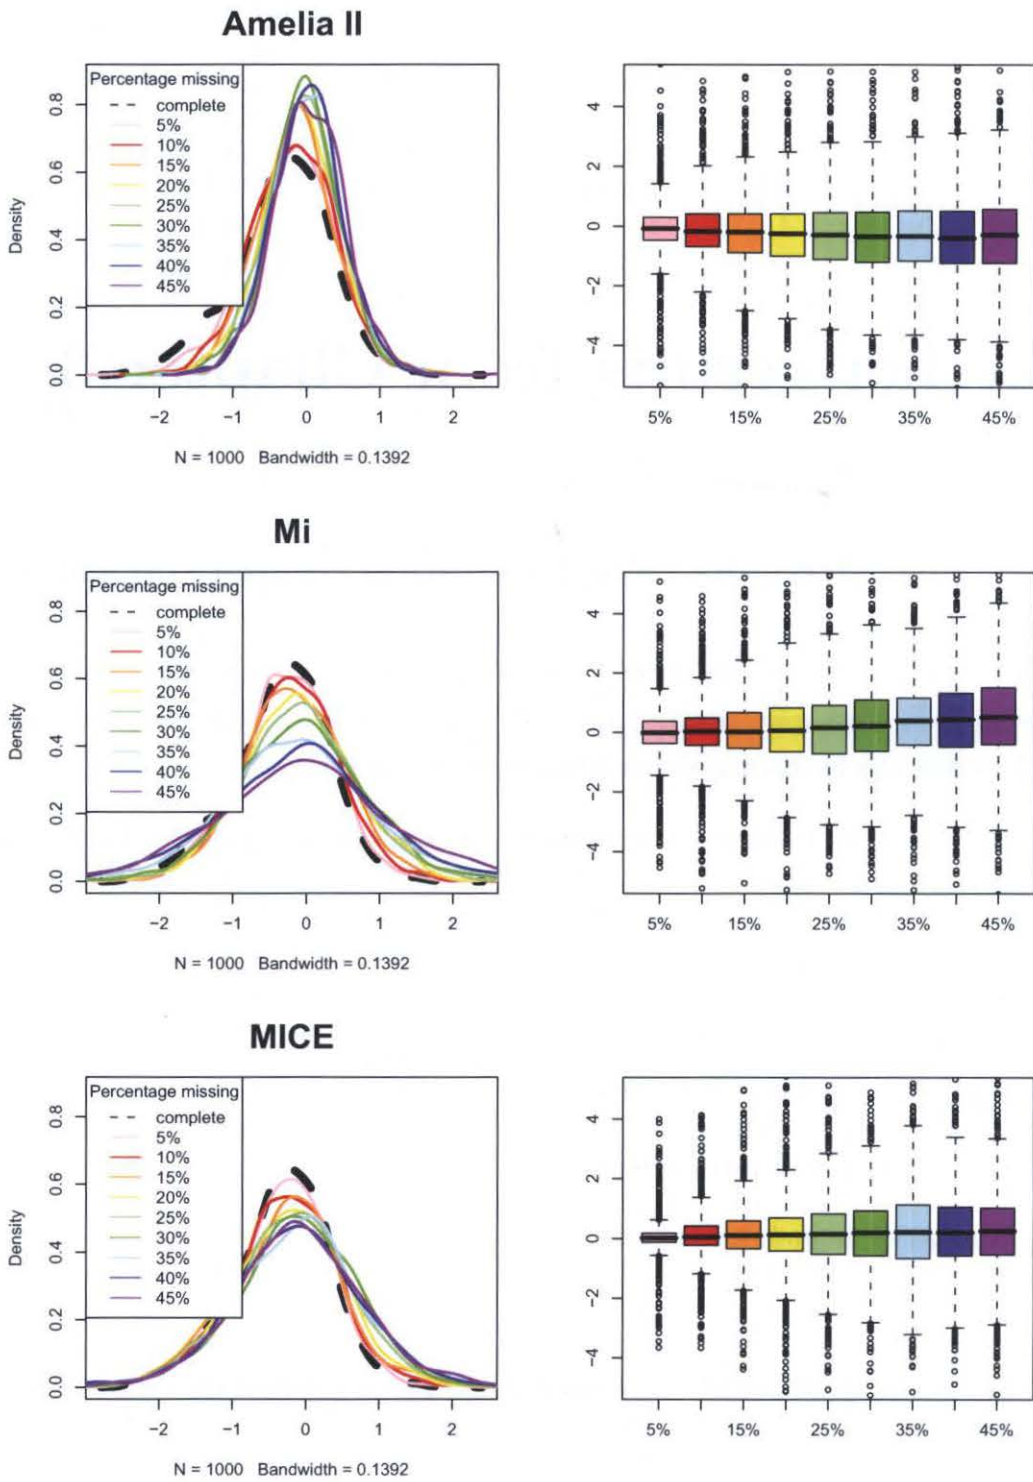 Amelia II
Percentage missing
complete
5%
10%
15%
20%
25%
30%
35%
40%
45%
Density
0.0 0.2 0.4 0.6 0.8
−2 −1 0 1 2
N = 1000 Bandwidth = 0.1392
4
2
0
−2
−4
5% 15% 25% 35% 45%
Mi
Percentage missing
complete
5%
10%
15%
20%
25%
30%
35%
40%
45%
Density
0.0 0.2 0.4 0.6 0.8
−2 −1 0 1 2
N = 1000 Bandwidth = 0.1392
4
2
0
−2
−4
5% 15% 25% 35% 45%
MICE
Percentage missing
complete
5%
10%
15%
20%
25%
30%
35%
40%
45%
Density
0.0 0.2 0.4 0.6 0.8
−2 −1 0 1 2
N = 1000 Bandwidth = 0.1392
4
2
0
−2
−4
5% 15% 25% 35% 45%